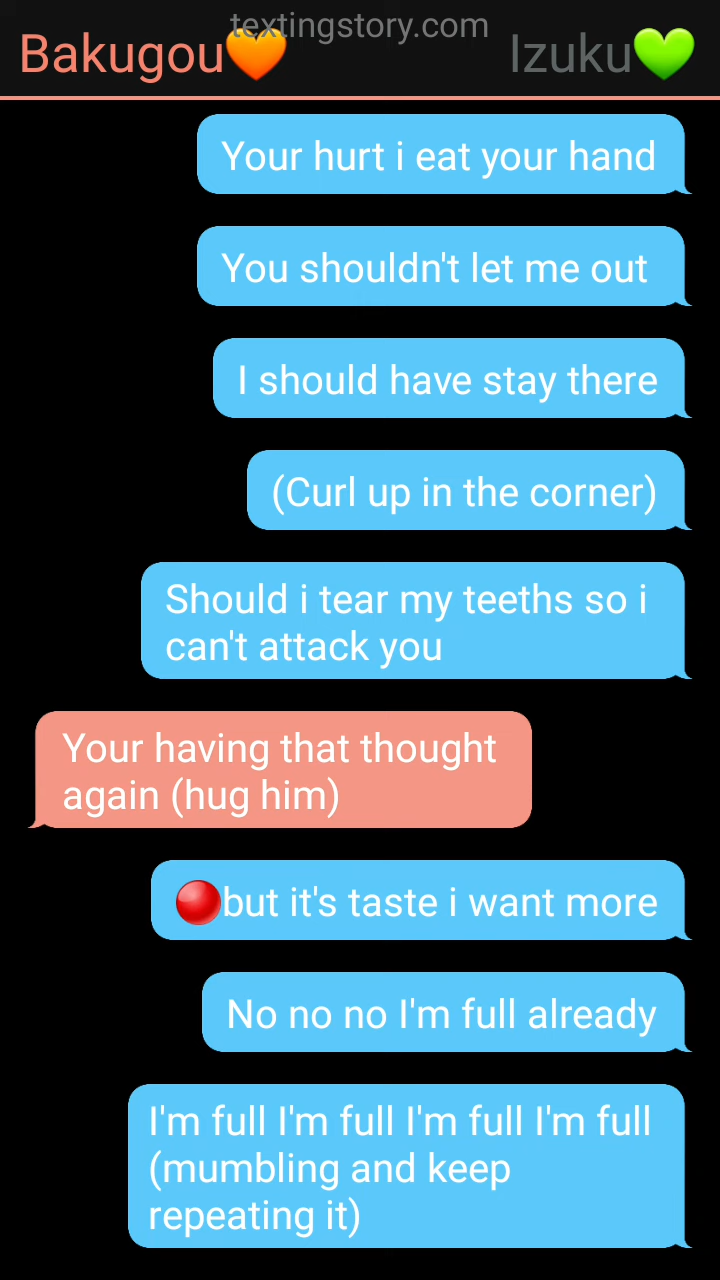 textingstory.com
Bakugou🧡 Izuku💚
Your hurt i eat your hand
You shouldn't let me out
I should have stay there
(Curl up in the corner)
Should i tear my teeths so i
can't attack you
Your having that thought
again (hug him)
🔴but it's taste i want more
No no no I'm full already
I'm full I'm full I'm full I'm full
(mumbling and keep
repeating it)